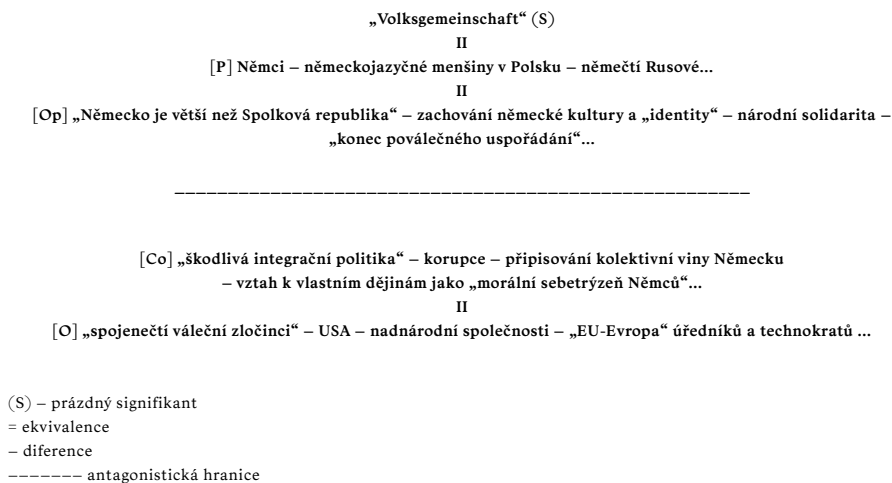 „Volksgemeinschaft“ (S)
II
[P] Němci – německojazyčné menšiny v Polsku – němečtí Rusové...
II
[Op] „Německo je větší než Spolková republika“ – zachování německé kultury a „identity“ – národní solidarita –
„konec poválečného uspořádání“...
––––––––––––––––––––––––––––––––––––––––––––––––––––––
[Co] „škodlivá integrační politika“ – korupce – připisování kolektivní viny Německu
– vztah k vlastním dějinám jako „morální sebetrýzeň Němců“...
II
[O] „spojenečtí váleční zločinci“ – USA – nadnárodní společnosti – „EU-Evropa“ úředníků a technokratů ...
(S) – prázdný signifikant
= ekvivalence
– diference
––––––– antagonistická hranice